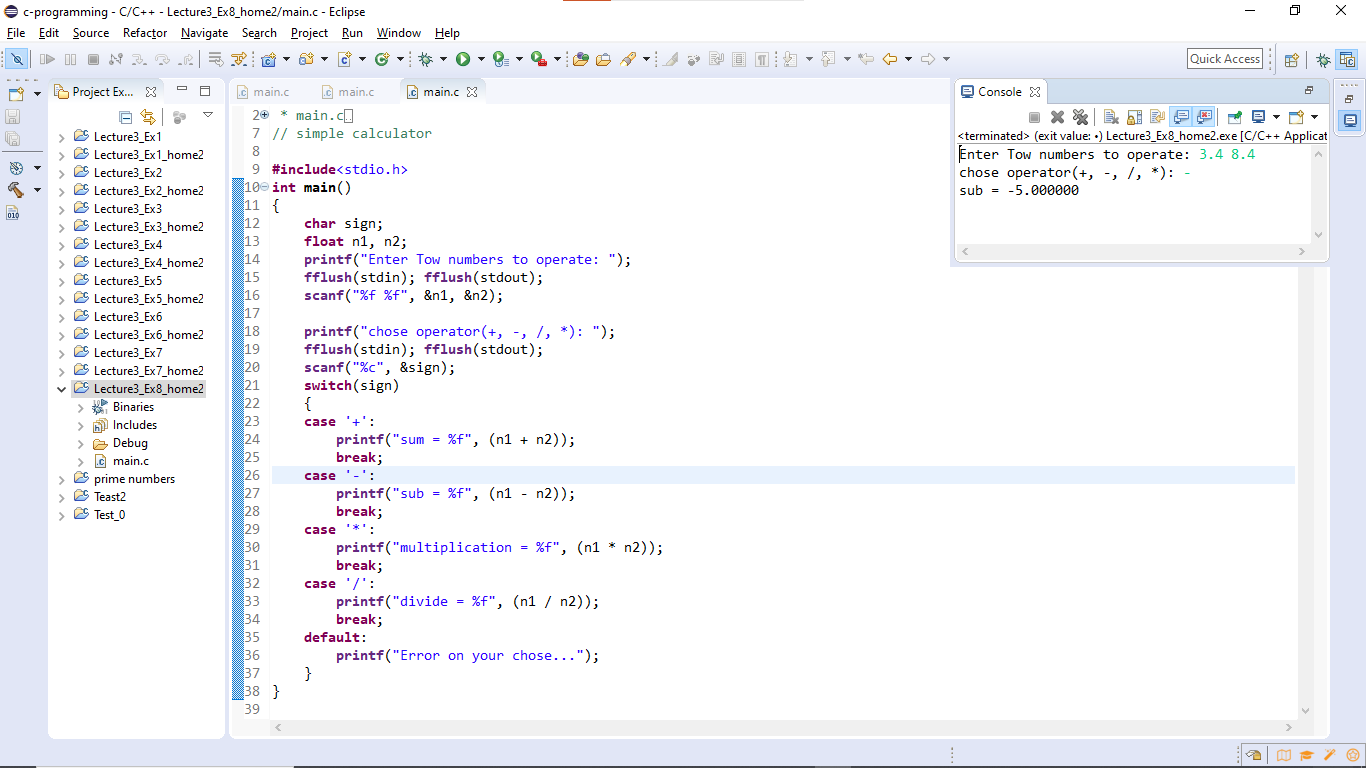 c-programming - C/C++ - Lecture3_Ex8_home2/main.c - Eclipse
File Edit Source Refactor Navigate Search Project Run Window Help
Quick Access
Project Ex...
Lecture3_Ex1
Lecture3_Ex1_home2
Lecture3_Ex2
Lecture3_Ex2_home2
Lecture3_Ex3
Lecture3_Ex3_home2
Lecture3_Ex4
Lecture3_Ex4_home2
Lecture3_Ex5
Lecture3_Ex5_home2
Lecture3_Ex6
Lecture3_Ex6_home2
Lecture3_Ex7
Lecture3_Ex7_home2
Lecture3_Ex8_home2
Binaries
Includes
Debug
main.c
prime numbers
Teast2
Test_0
main.c main.c main.c
2 * main.c
7 // simple calculator
8
9 #include<stdio.h>
10 int main()
11 {
12 char sign;
13 float n1, n2;
14 printf("Enter Tow numbers to operate: ");
15 fflush(stdin); fflush(stdout);
16 scanf("%f %f", &n1, &n2);
17
18 printf("chose operator(+, -, /, *): ");
19 fflush(stdin); fflush(stdout);
20 scanf("%c", &sign);
21 switch(sign)
22 {
23 case '+':
24 printf("sum = %f", (n1 + n2));
25 break;
26 case '-':
27 printf("sub = %f", (n1 - n2));
28 break;
29 case '*':
30 printf("multiplication = %f", (n1 * n2));
31 break;
32 case '/':
33 printf("divide = %f", (n1 / n2));
34 break;
35 default:
36 printf("Error on your chose...");
37 }
38 }
39
Console
<terminated> (exit value: •) Lecture3_Ex8_home2.exe [C/C++ Applicat
Enter Tow numbers to operate: 3.4 8.4
chose operator(+, -, /, *): -
sub = -5.000000